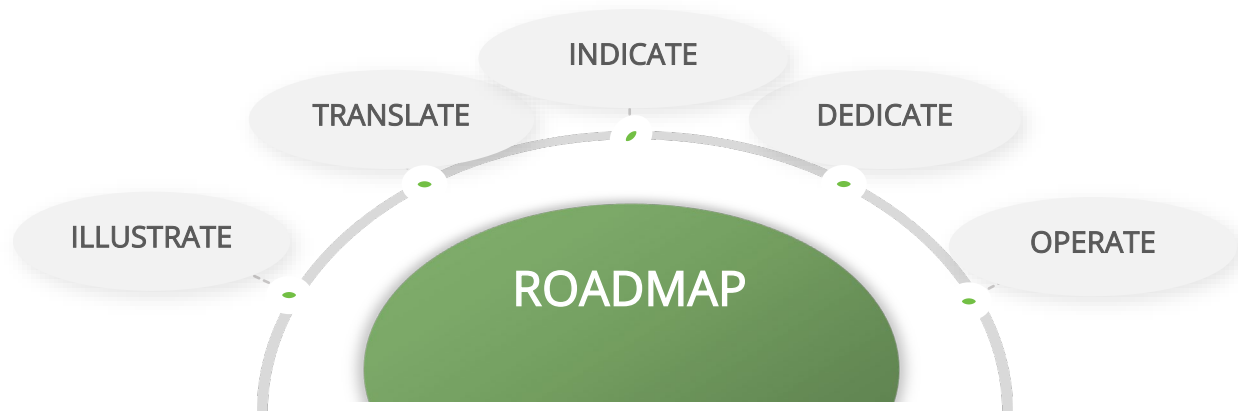 ILLUSTRATE
TRANSLATE
INDICATE
DEDICATE
OPERATE
ROADMAP